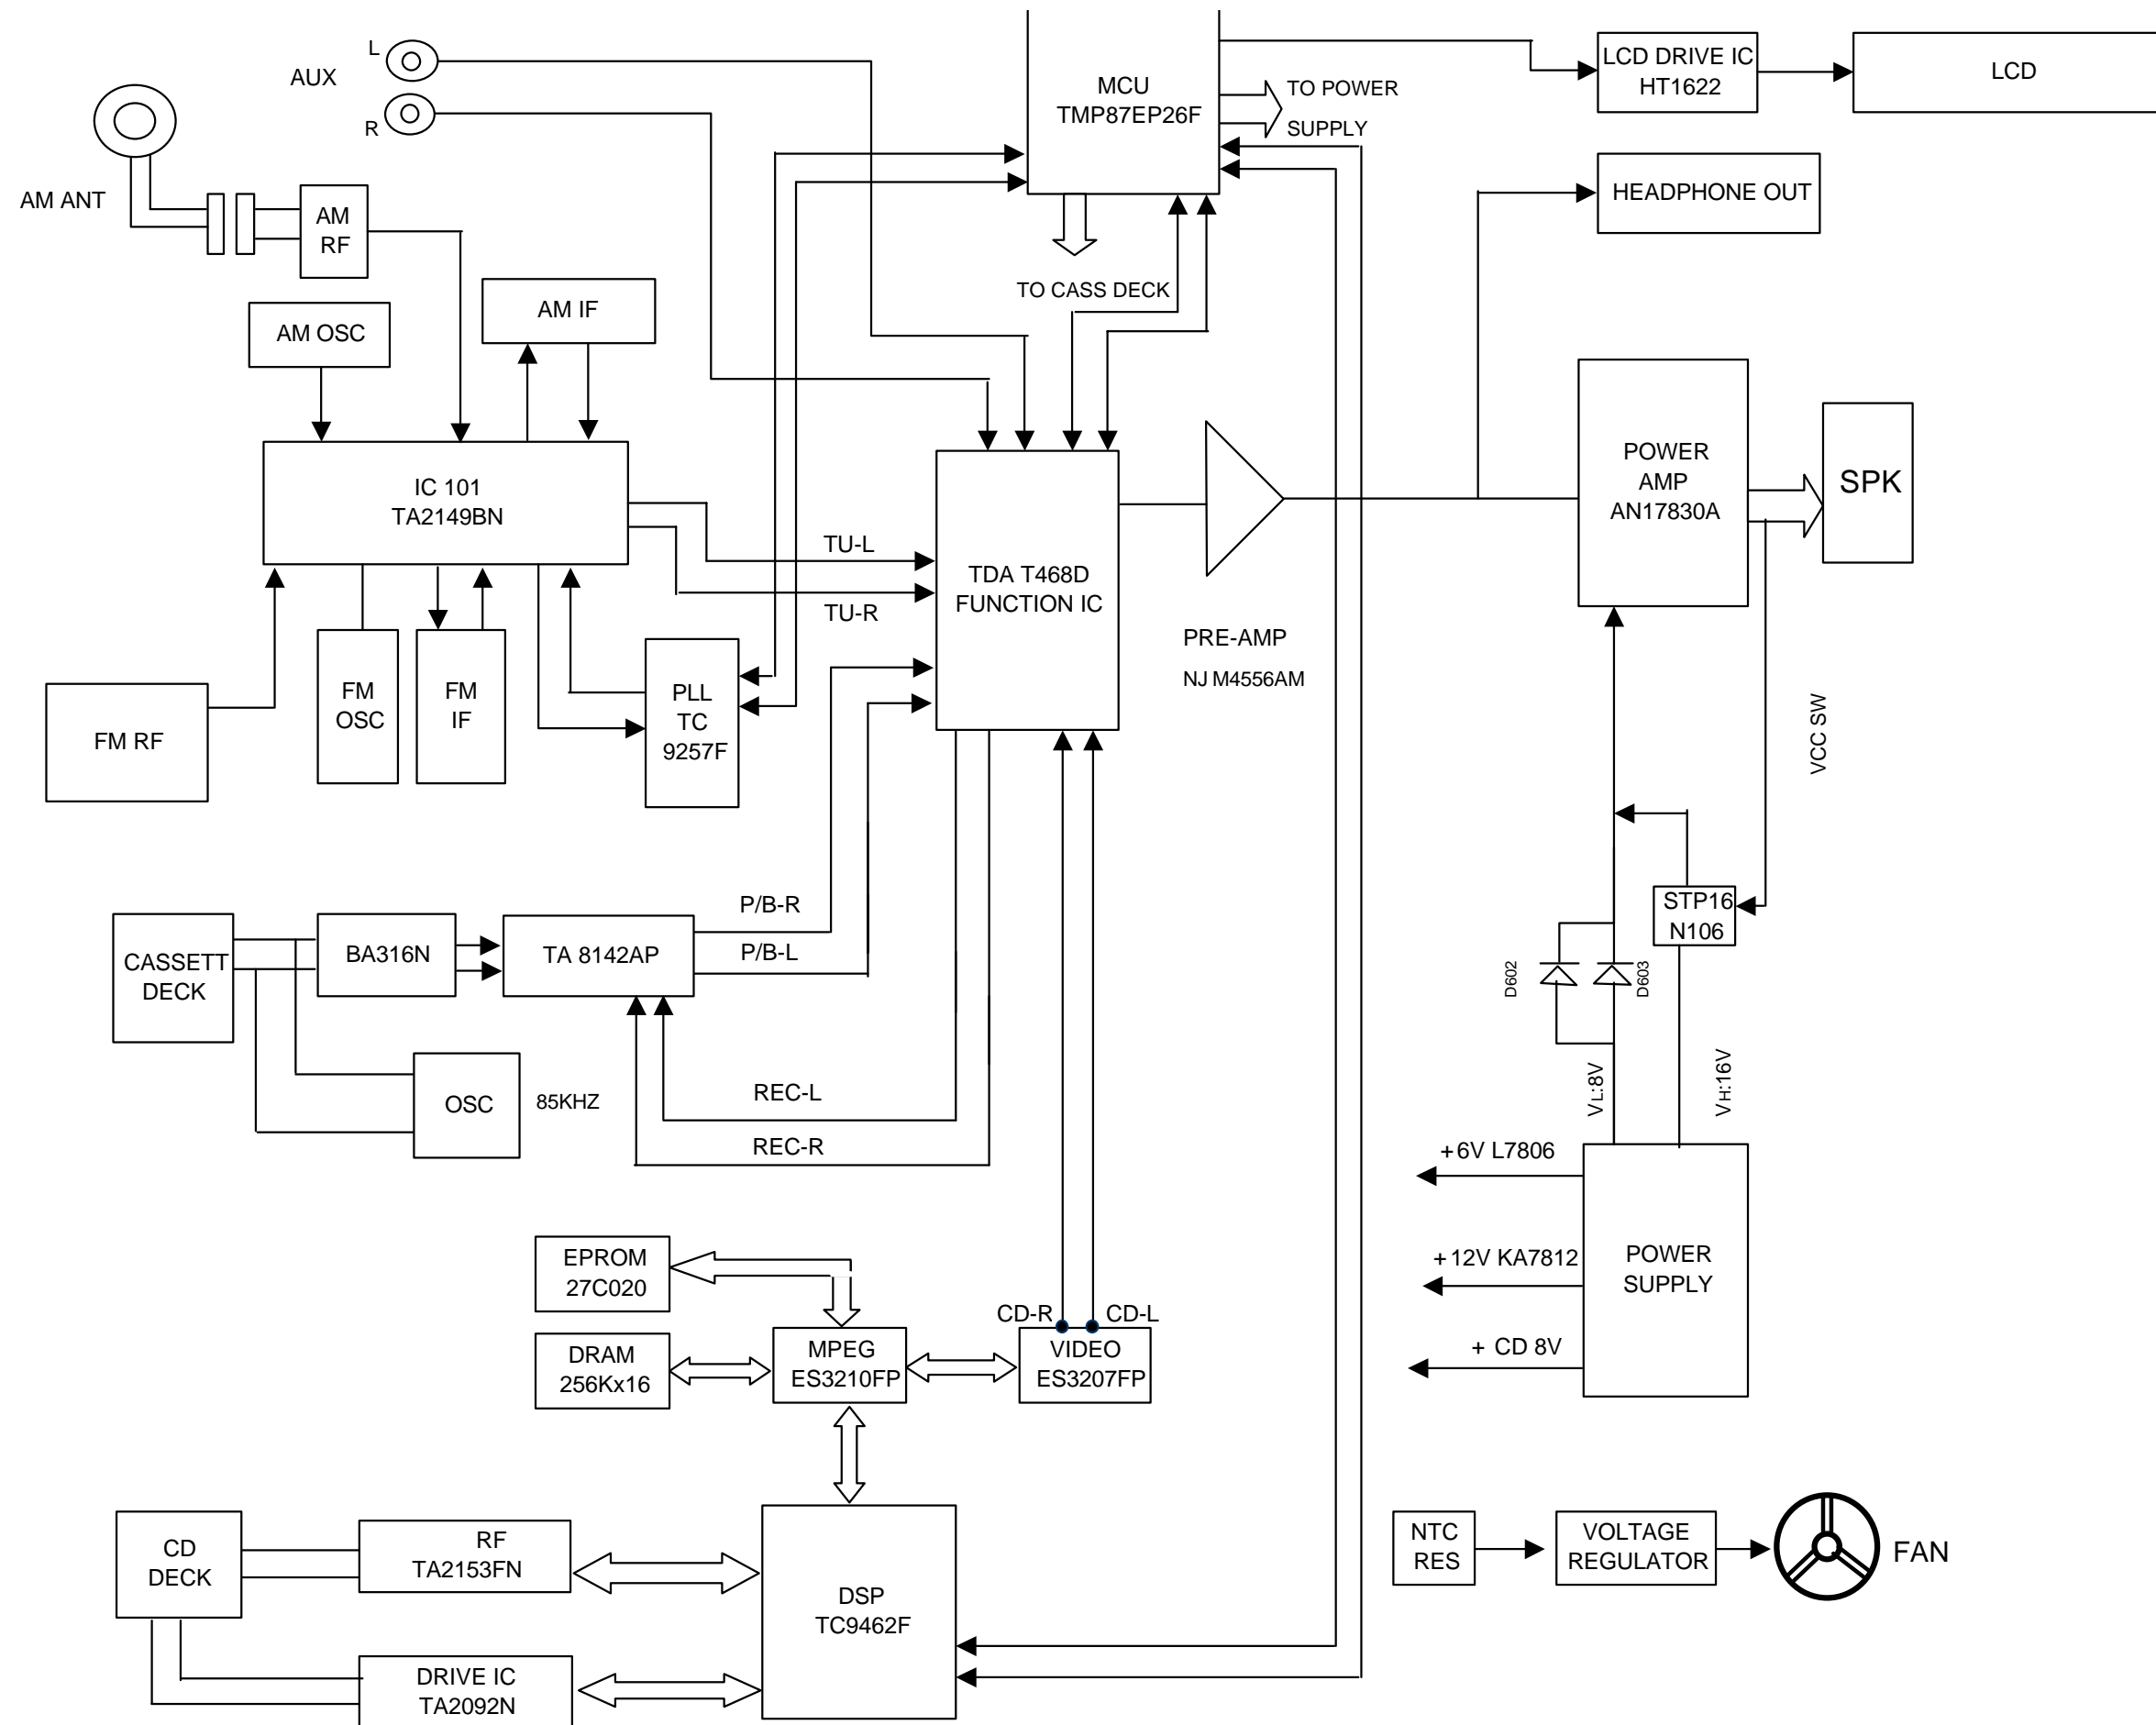 L
AUX
R
MCU
TMP87EP26F
TO POWER
SUPPLY
LCD DRIVE IC
HT1622
LCD
HEADPHONE OUT
AM ANT
AM
RF
TO CASS DECK
AM OSC
AM IF
IC 101
TA2149BN
TU-L
TU-R
TDA T468D
FUNCTION IC
PRE-AMP
NJ M4556AM
POWER
AMP
AN17830A
SPK
VCC SW
FM RF
FM
OSC
FM
IF
PLL
TC
9257F
STP16
N106
D602
D603
VL:8V
VH:16V
CASSETT
DECK
BA316N
TA 8142AP
P/B-R
P/B-L
OSC
85KHZ
REC-L
REC-R
+6V L7806
+12V KA7812
+ CD 8V
POWER
SUPPLY
EPROM
27C020
DRAM
256Kx16
MPEG
ES3210FP
CD-R
CD-L
VIDEO
ES3207FP
CD
DECK
RF
TA2153FN
DSP
TC9462F
DRIVE IC
TA2092N
NTC
RES
VOLTAGE
REGULATOR
FAN